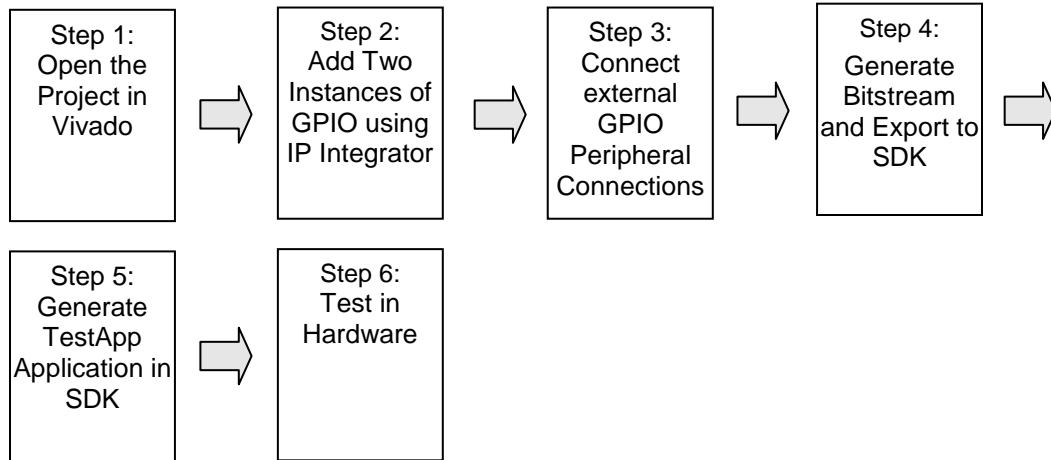 Step 1:
Open the
Project in
Vivado
Step 2:
Add Two
Instances of
GPIO using
IP Integrator
Step 3:
Connect
external
GPIO
Peripheral
Connections
Step 4:
Generate
Bitstream
and Export to
SDK
Step 5:
Generate
TestApp
Application in
SDK
Step 6:
Test in
Hardware